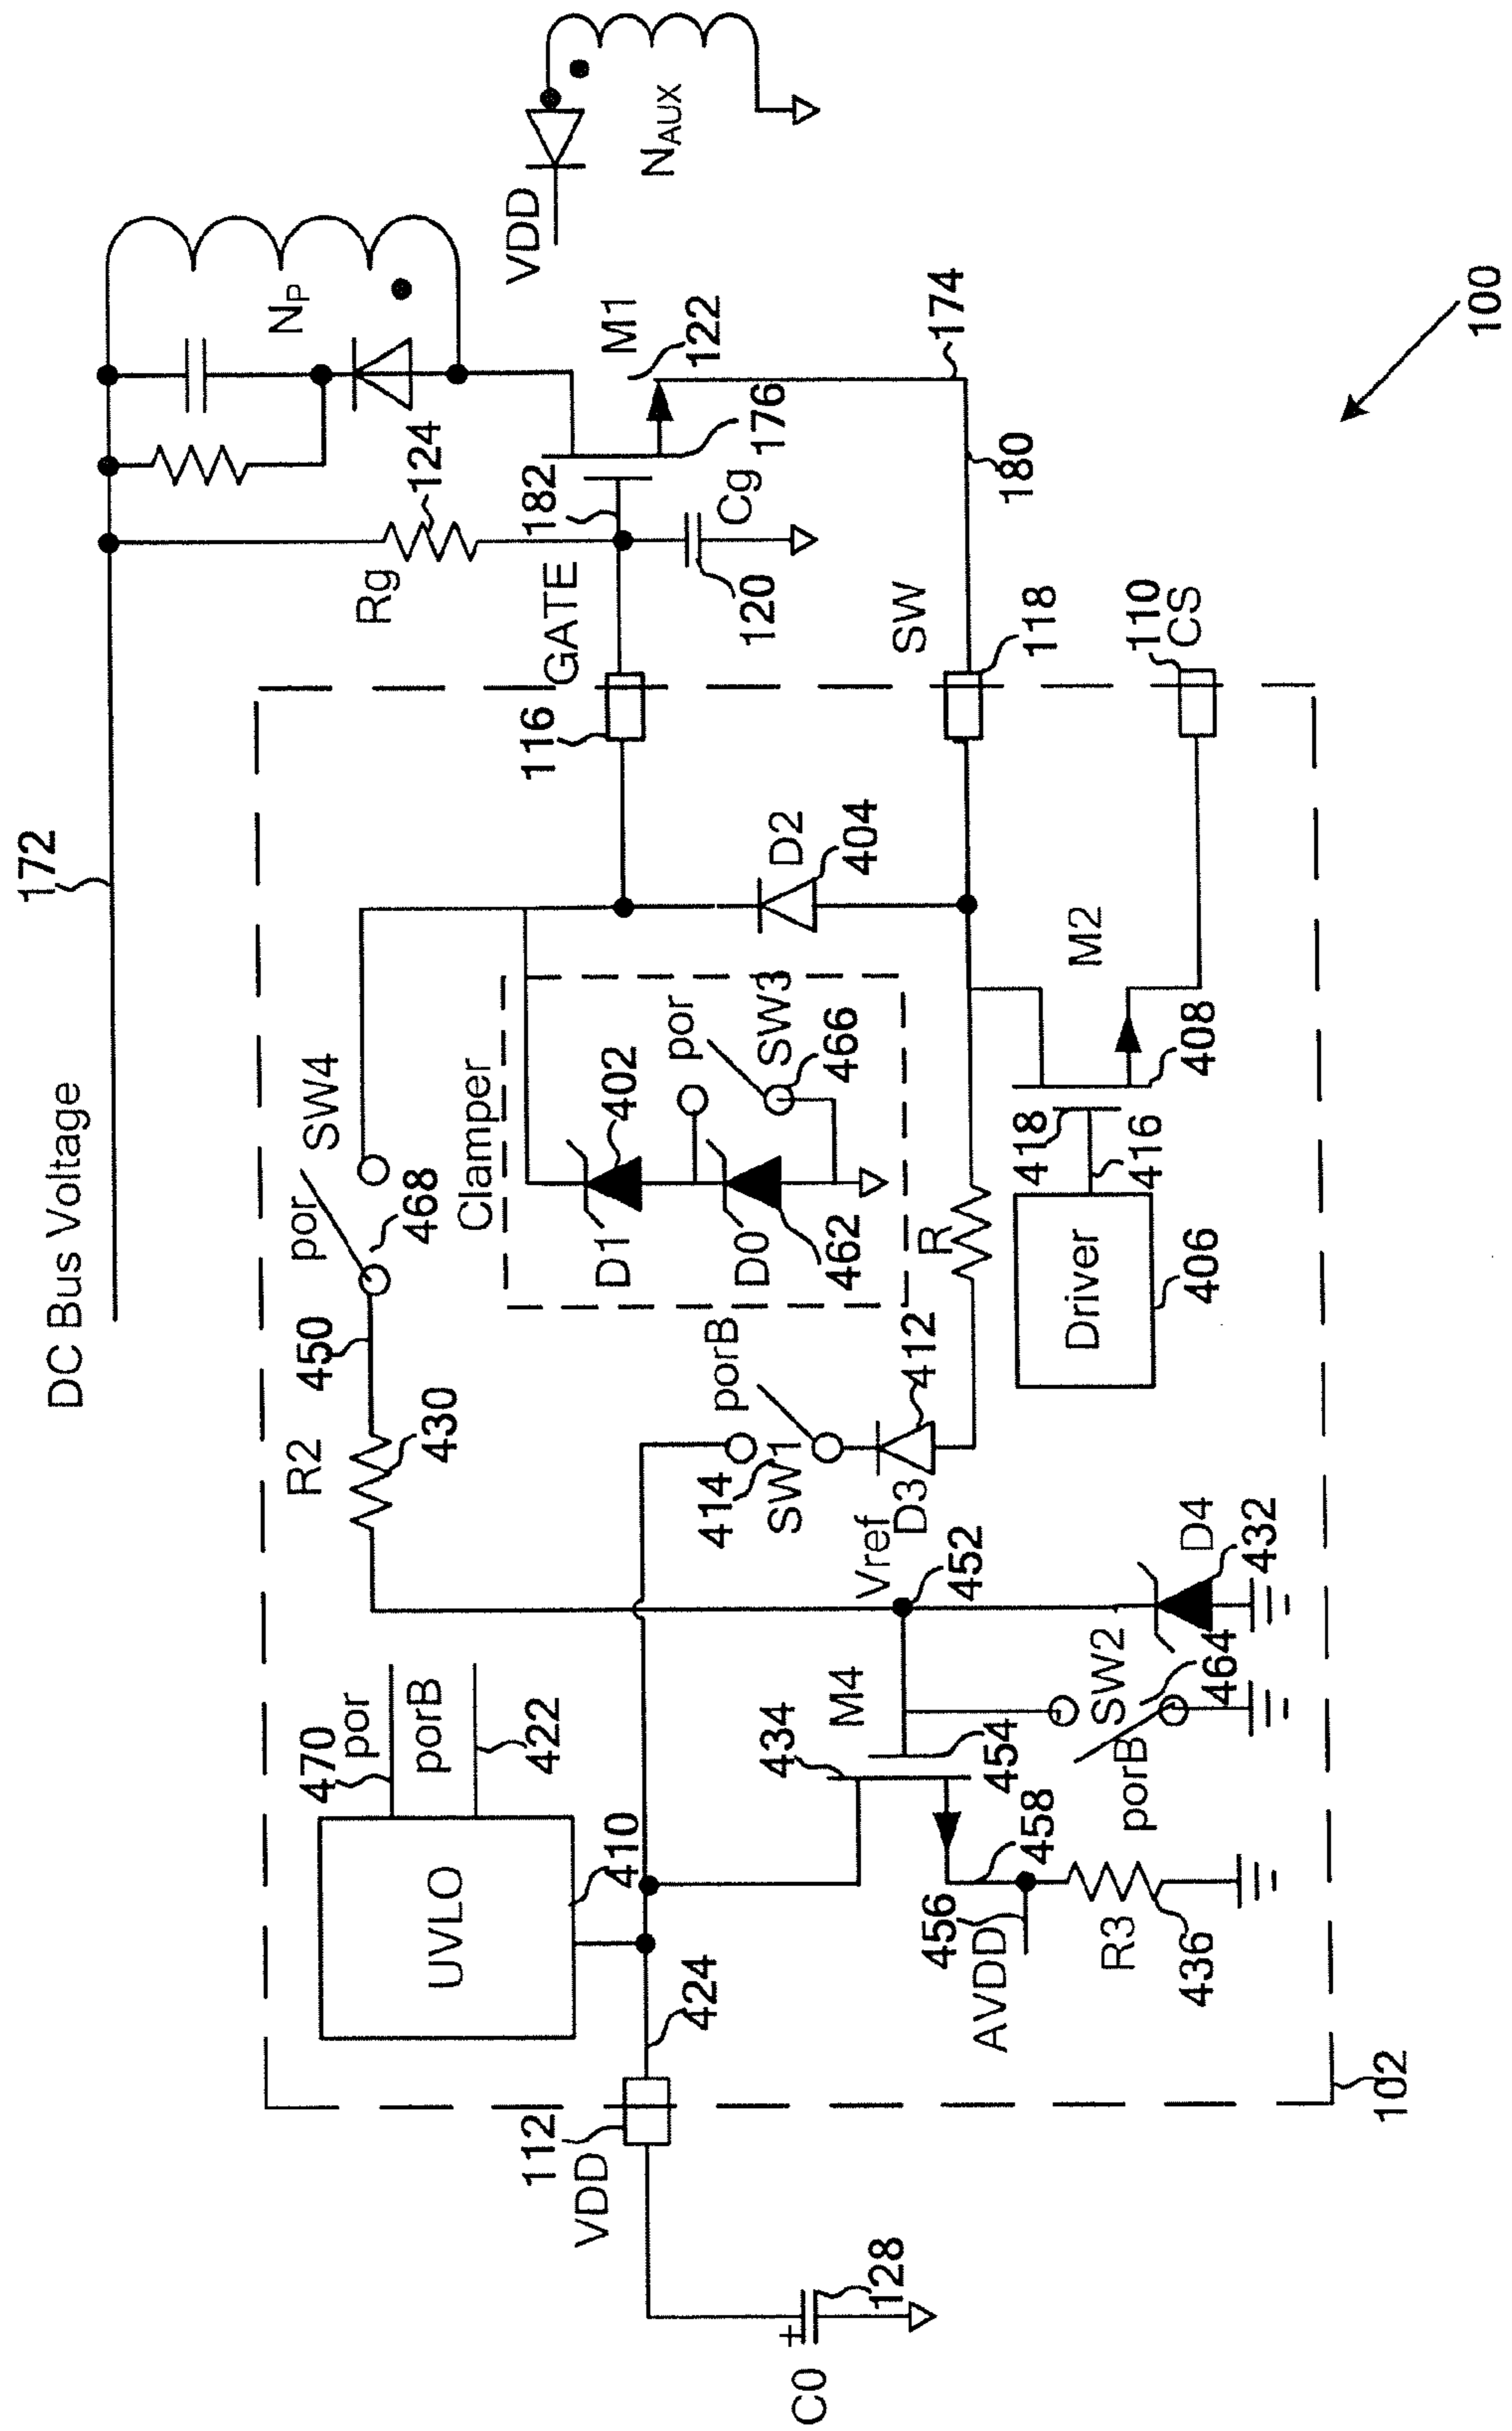 DC Bus Voltage
172
NP
VDD
NAUX
Rg
124
M1
122
182
176
GATE
Cg
120
116
174
180
SW
118
110
CS
100
SW4
por
468
450
R2
430
Clamper
D1
402
por
SW3
466
D0
462
D2
404
M2
408
418
416
R
Driver
406
porB
414
SW1
412
D3
Vref
452
D4
432
SW2
464
porB
M4
434
454
458
456
AVDD
R3
436
470
por
porB
422
UVLO
410
424
112
VDD
102
C0
+
128